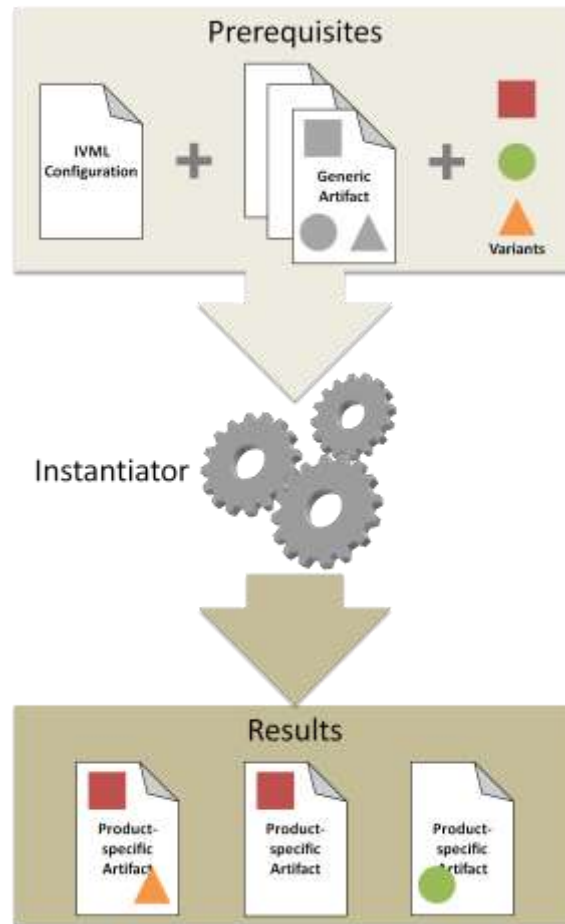 Prerequisites
IVML
Configuration
Generic
Artifact
Variants
Instantiator
Results
Product-
specific
Artifact
Product-
specific
Artifact
Product-
specific
Artifact